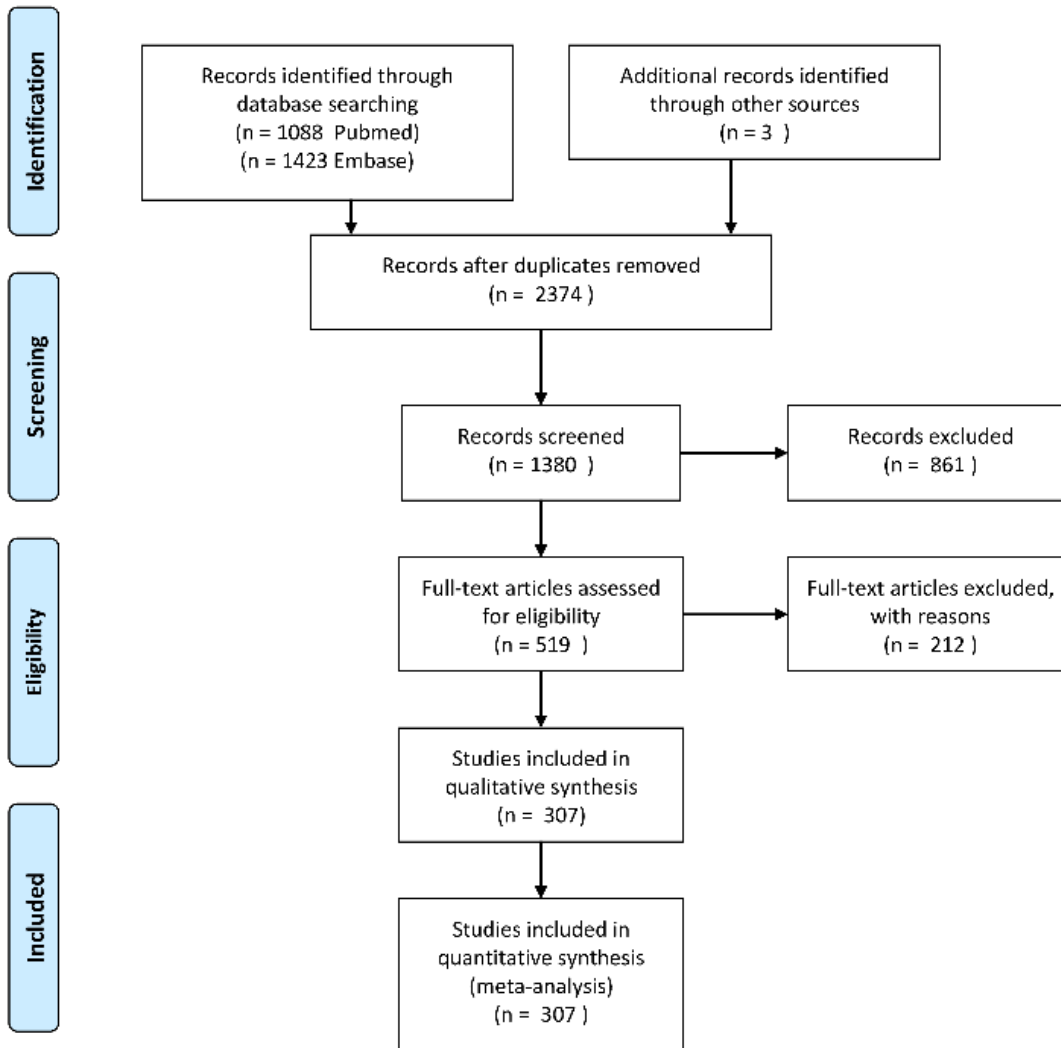 Identification
Records identified through
database searching
(n = 1088 Pubmed)
(n = 1423 Embase)
Additional records identified
through other sources
(n = 3 )
Records after duplicates removed
(n = 2374 )
Screening
Records screened
(n = 1380 )
Records excluded
(n = 861 )
Eligibility
Full-text articles assessed
for eligibility
(n = 519 )
Full-text articles excluded,
with reasons
(n = 212 )
Studies included in
qualitative synthesis
(n = 307)
Included
Studies included in
quantitative synthesis
(meta-analysis)
(n = 307 )